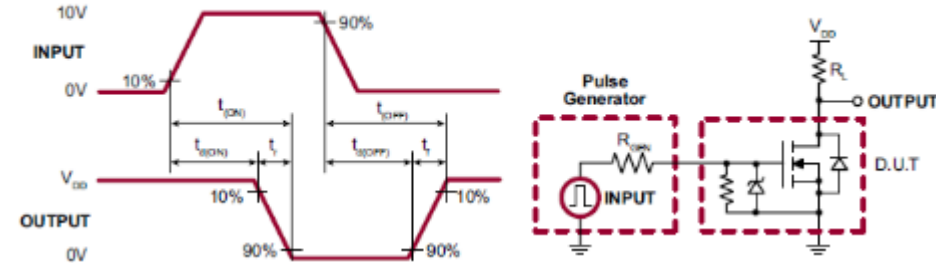 10V
90%
INPUT
10%
0V
t(ON)
t(OFF)
td(ON)
tr
td(OFF)
tf
VDD
10%
10%
OUTPUT
90%
90%
0V
VDD
RL
Pulse
Generator
OUTPUT
RGEN
D.U.T
INPUT